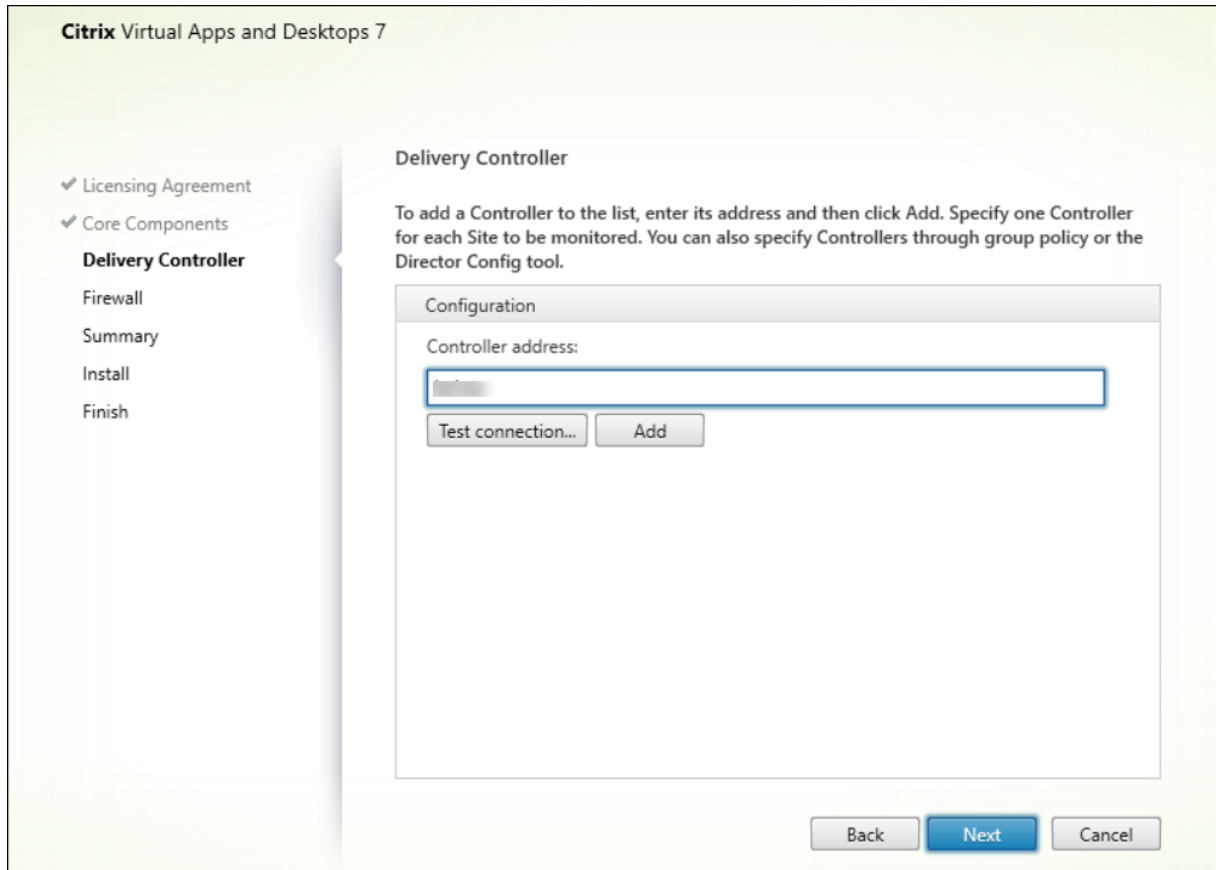 Citrix Virtual Apps and Desktops 7
Licensing Agreement
Core Components
Delivery Controller
Firewall
Summary
Install
Finish
Delivery Controller
To add a Controller to the list, enter its address and then click Add. Specify one Controller
for each Site to be monitored. You can also specify Controllers through group policy or the
Director Config tool.
Configuration
Controller address:
Test connection...
Add
Back
Next
Cancel